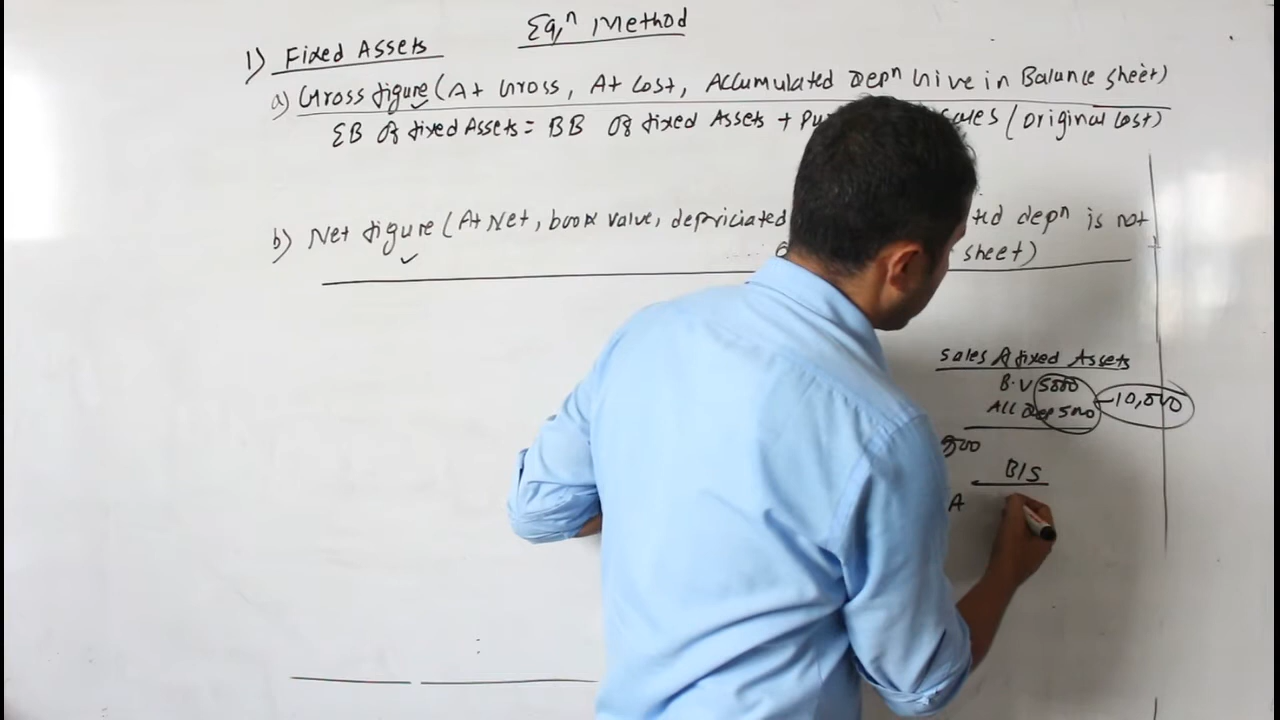 Eqⁿ Method
1) Fixed Assets
a) Gross figure (At Gross, At Cost, Accumulated Depⁿ Give in Balance sheet)
EB of fixed Assets = BB of fixed Assets + Pu sales (original cost)
b) Net figure (At Net, book value, depriciated ted depⁿ is not
sheet)
Sales of fixed Assets
B.V 5000
Acc Dep 5000 10,000
500
B/S
A